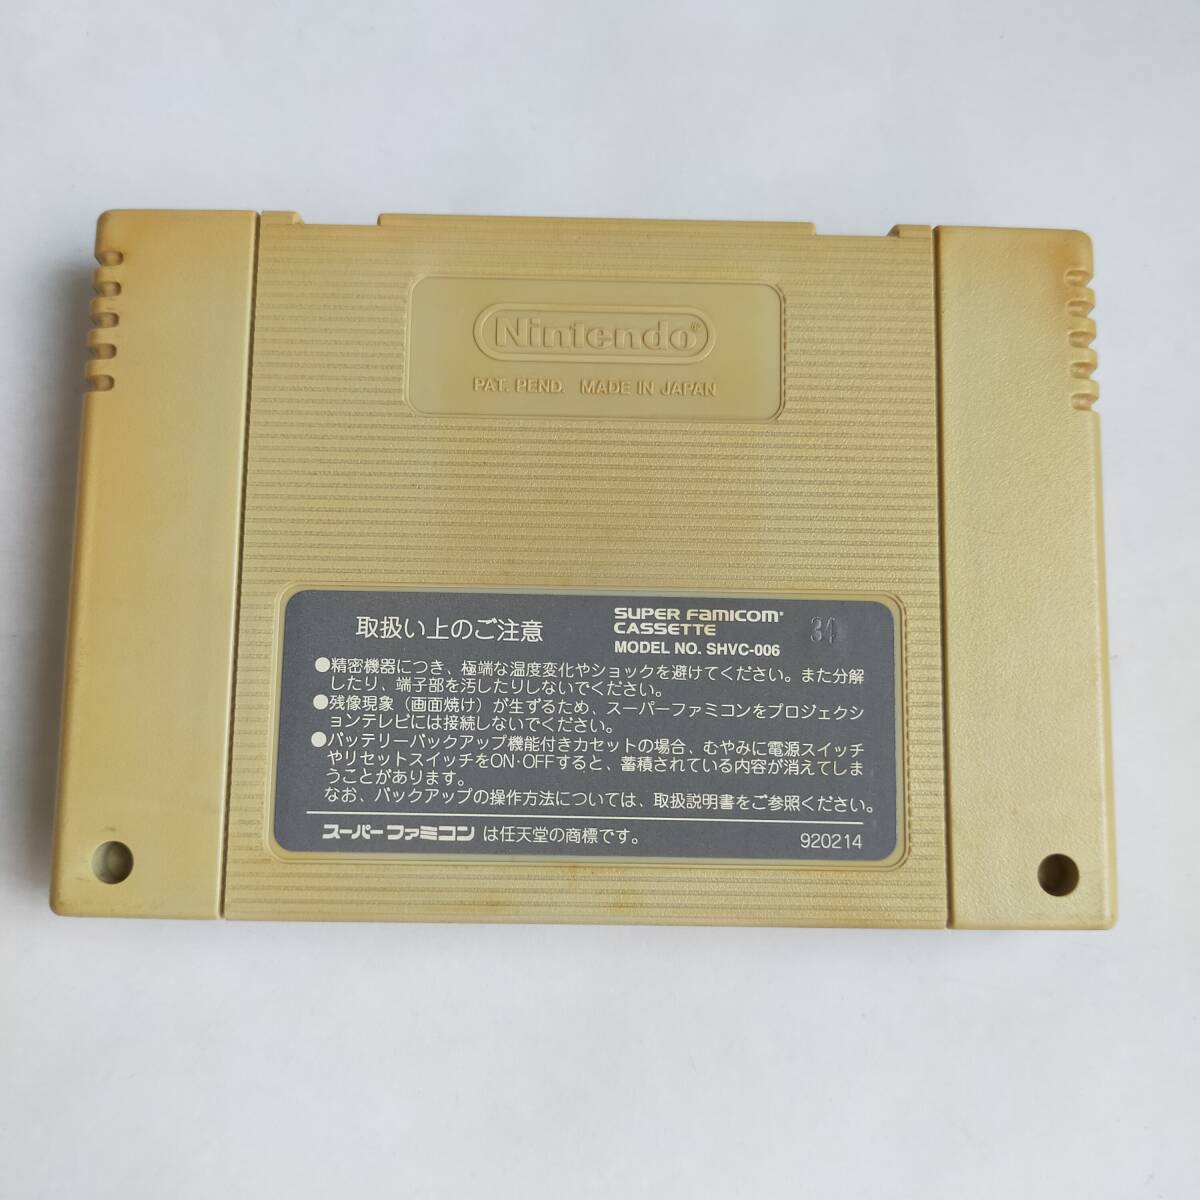 Nintendo®
PAT. PEND. MADE IN JAPAN
取扱い上のご注意
SUPER FAMICOM
CASSETTE
MODEL NO. SHVC-006
34
●精密機器につき、極端な温度変化やショックを避けてください。また分解
したり、端子部を汚したりしないでください。
●残像現象（画面焼け）が生ずるため、スーパーファミコンをプロジェクシ
ョンテレビには接続しないでください。
●バッテリーバックアップ機能付きカセットの場合、むやみに電源スイッチ
やリセットスイッチをON・OFFすると、蓄積されている内容が消えてしま
うことがあります。
なお、バックアップの操作方法については、取扱説明書をご参照ください。
スーパーファミコン は任天堂の商標です。
920214